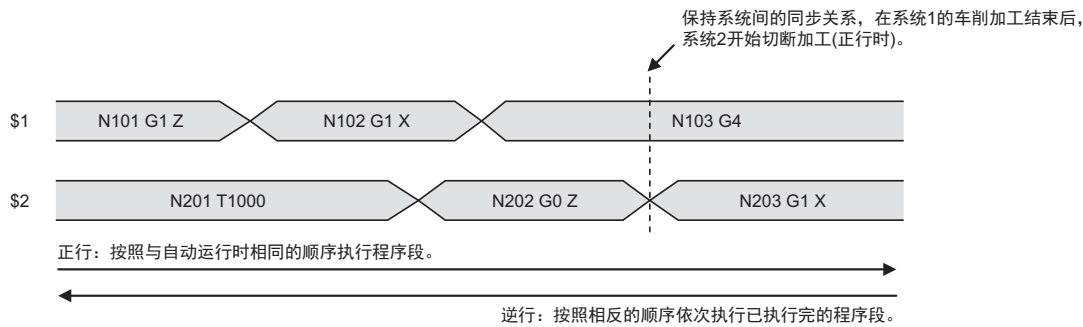 保持系统间的同步关系，在系统1的车削加工结束后，
系统2开始切断加工(正行时)。
$1 N101 G1 Z N102 G1 X N103 G4
$2 N201 T1000 N202 G0 Z N203 G1 X
正行：按照与自动运行时相同的顺序执行程序段。
逆行：按照相反的顺序依次执行已执行完的程序段。